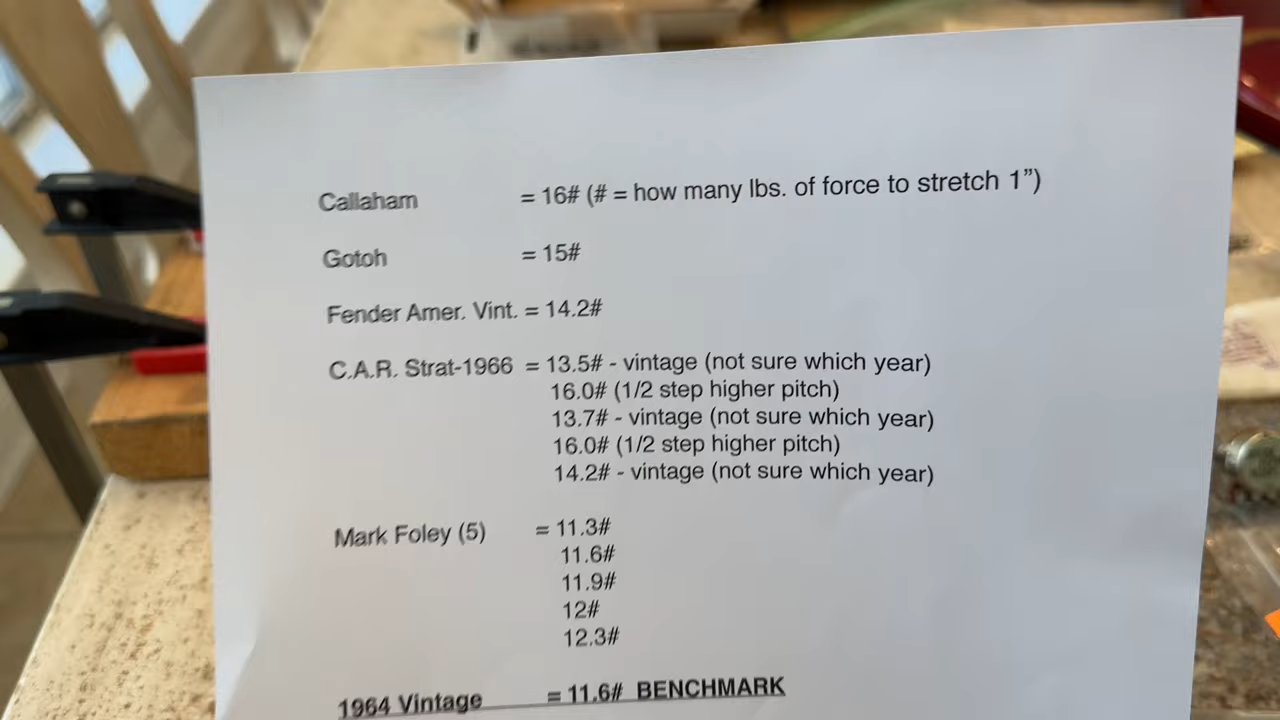 Callaham = 16# (# = how many lbs. of force to stretch 1”)
Gotoh = 15#
Fender Amer. Vint. = 14.2#
C.A.R. Strat-1966 = 13.5# - vintage (not sure which year)
16.0# (1/2 step higher pitch)
13.7# - vintage (not sure which year)
16.0# (1/2 step higher pitch)
14.2# - vintage (not sure which year)
Mark Foley (5) = 11.3#
11.6#
11.9#
12#
12.3#
1964 Vintage = 11.6# BENCHMARK